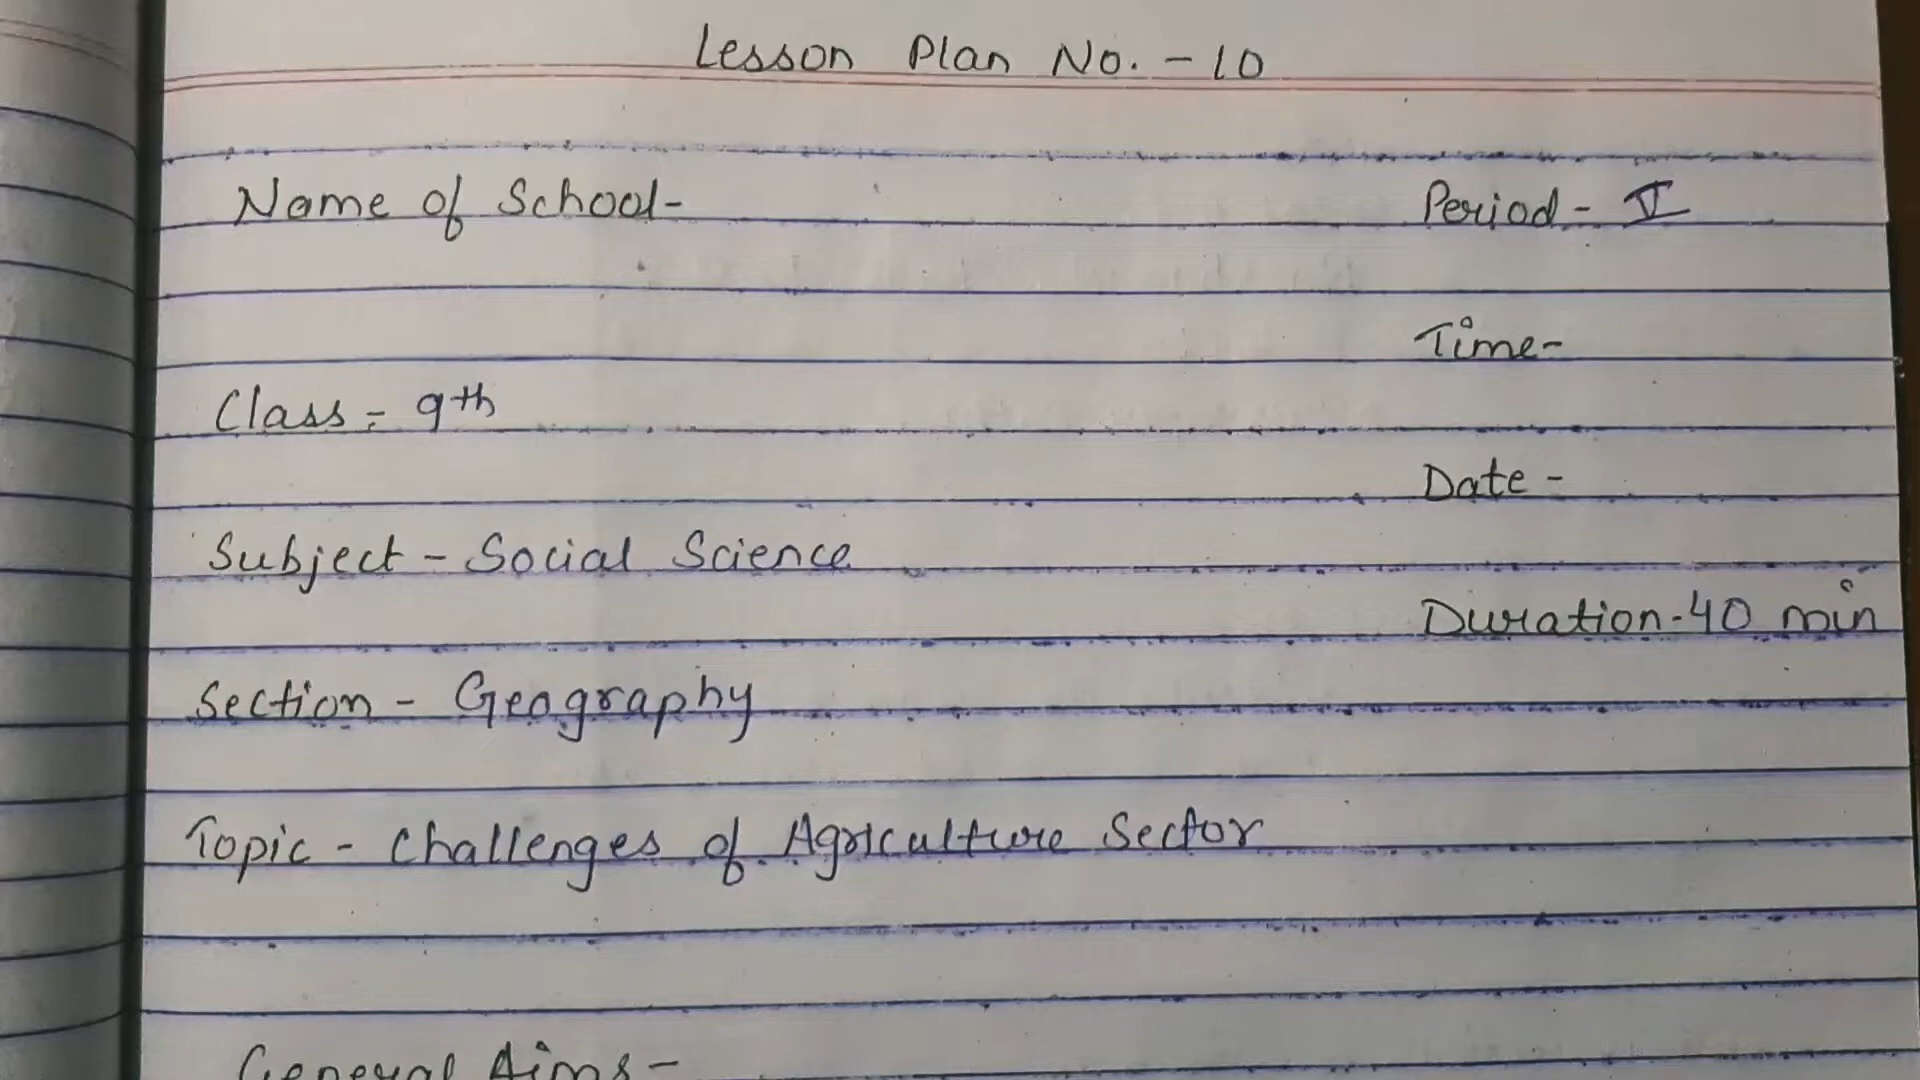 Lesson Plan No. - 10
Name of School-
Period - V
Time-
Class - 9th
Date -
Subject - Social Science
Duration-40 min
Section - Geography
Topic - Challenges of Agriculture Sector
General Aims -